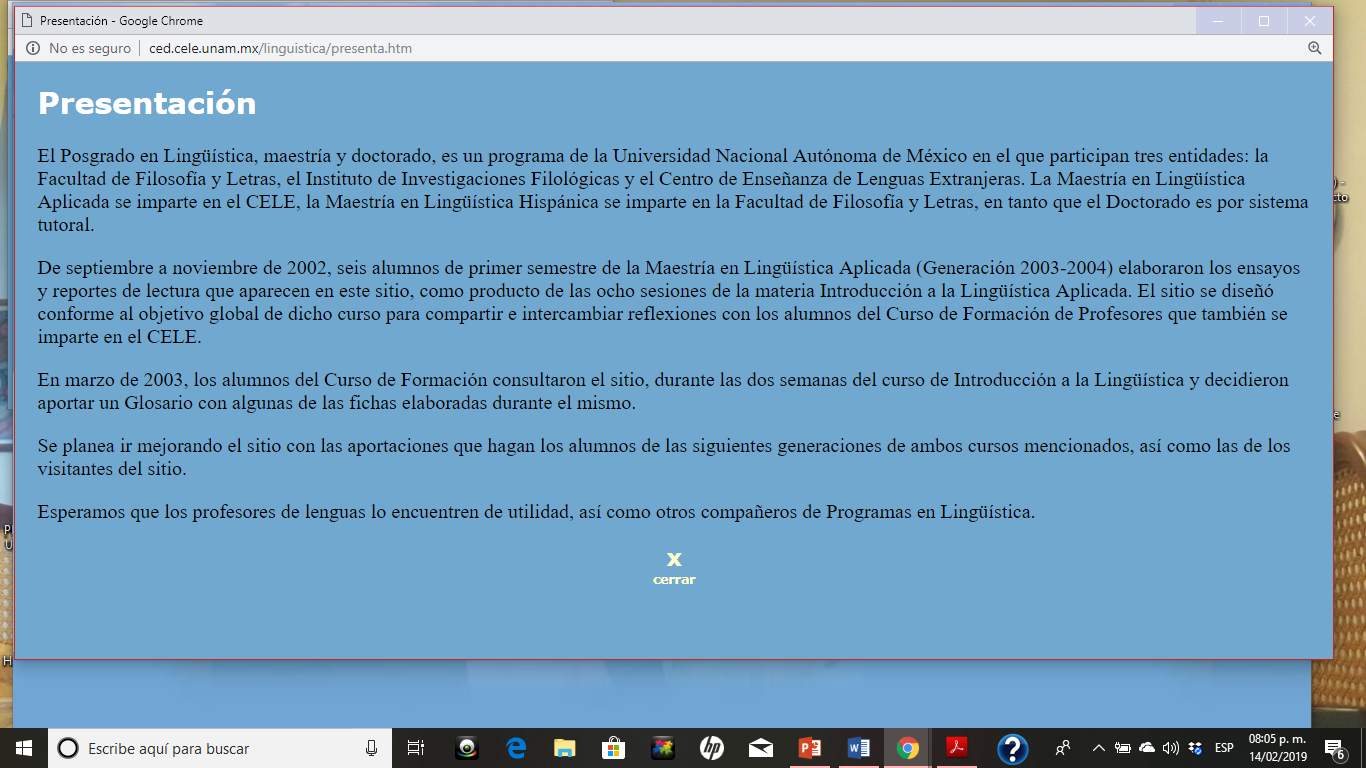 Presentación - Google Chrome
No es seguro
ced.cele.unam.mx/linguistica/presenta.htm
Presentación
El Posgrado en Lingüística, maestría y doctorado, es un programa de la Universidad Nacional Autónoma de México en el que participan tres entidades: la
Facultad de Filosofía y Letras, el Instituto de Investigaciones Filológicas y el Centro de Enseñanza de Lenguas Extranjeras. La Maestría en Lingüística
Aplicada se imparte en el CELE, la Maestría en Lingüística Hispánica se imparte en la Facultad de Filosofía y Letras, en tanto que el Doctorado es por sistema
tutoral.
De septiembre a noviembre de 2002, seis alumnos de primer semestre de la Maestría en Lingüística Aplicada (Generación 2003-2004) elaboraron los ensayos
y reportes de lectura que aparecen en este sitio, como producto de las ocho sesiones de la materia Introducción a la Lingüística Aplicada. El sitio se diseñó
conforme al objetivo global de dicho curso para compartir e intercambiar reflexiones con los alumnos del Curso de Formación de Profesores que también se
imparte en el CELE.
En marzo de 2003, los alumnos del Curso de Formación consultaron el sitio, durante las dos semanas del curso de Introducción a la Lingüística y decidieron
aportar un Glosario con algunas de las fichas elaboradas durante el mismo.
Se planea ir mejorando el sitio con las aportaciones que hagan los alumnos de las siguientes generaciones de ambos cursos mencionados, así como las de los
visitantes del sitio.
Esperamos que los profesores de lenguas lo encuentren de utilidad, así como otros compañeros de Programas en Lingüística.
x
cerrar
Escribe aquí para buscar
hp
ESP
08:05 p. m.
14/02/2019
6